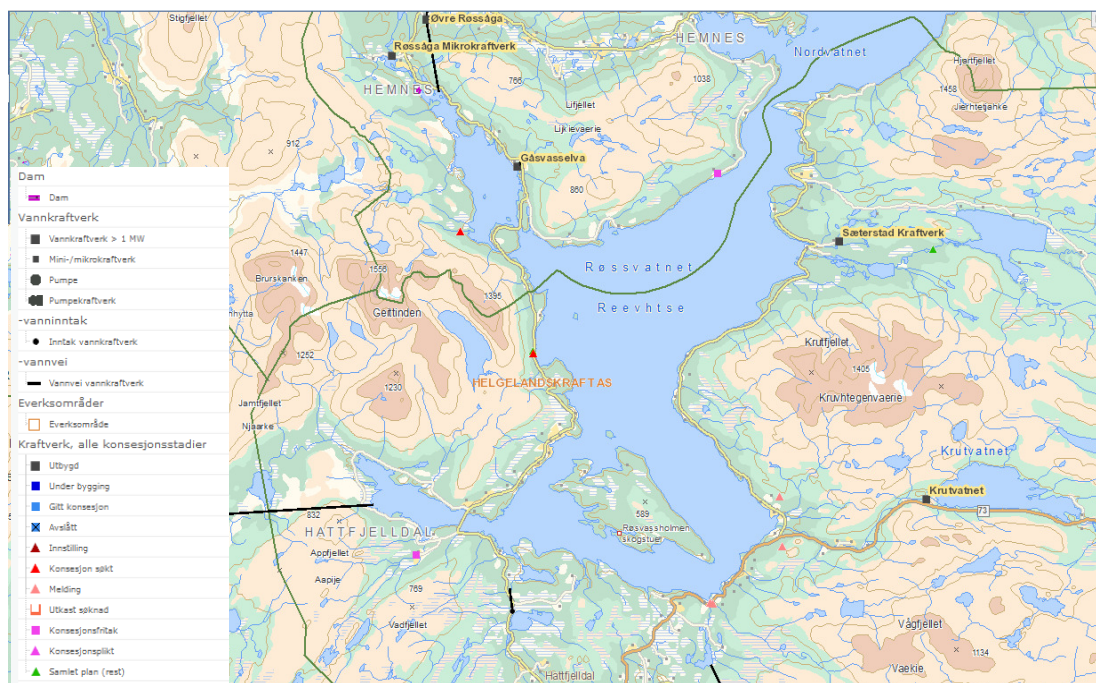 Stigfjellet
Øvre Røssåga
HEMNES
Nordvatnet
Røssåga Mikrokraftverk
Hjertfjellet
766
1038
HEMNES
1458
Lifjellet
Jierhtegahke
Lijkievaerie
912
Gåsvasselva
860
Dam
Dam
Vannkraftverk
Vannkraftverk > 1 MW
Mini-/mikrokraftverk
Pumpe
Pumpekraftverk
-vanninntak
Inntak vannkraftverk
-vannvei
Vannvei vannkraftverk
Everksområder
Everksområde
Kraftverk, alle konsesjonsstadier
Utbygd
Under bygging
Gitt konsesjon
Avslått
Innstilling
Konsesjon søkt
Melding
Utkast søknad
Konsesjonsfritak
Konsesjonsplikt
Samlet plan (rest)
Sæterstad Kraftverk
1447
1556
Røssvatnet
Brurskanken
1395
Reevhtse
Geittinden
Krutfjellet
1252
1405
1230
HELGELANDSKRAFT AS
Kruvhtegenvaerie
Jamtfjellet
Njaarke
Krutvatnet
Krutvatnet
832
589
73
HATTFJELLDAL
Røsvassholmen
skogstue
Appfjellet
Aapije
769
Vadfjellet
Vågfjellet
1134
Vaekie
Hattfjelldal